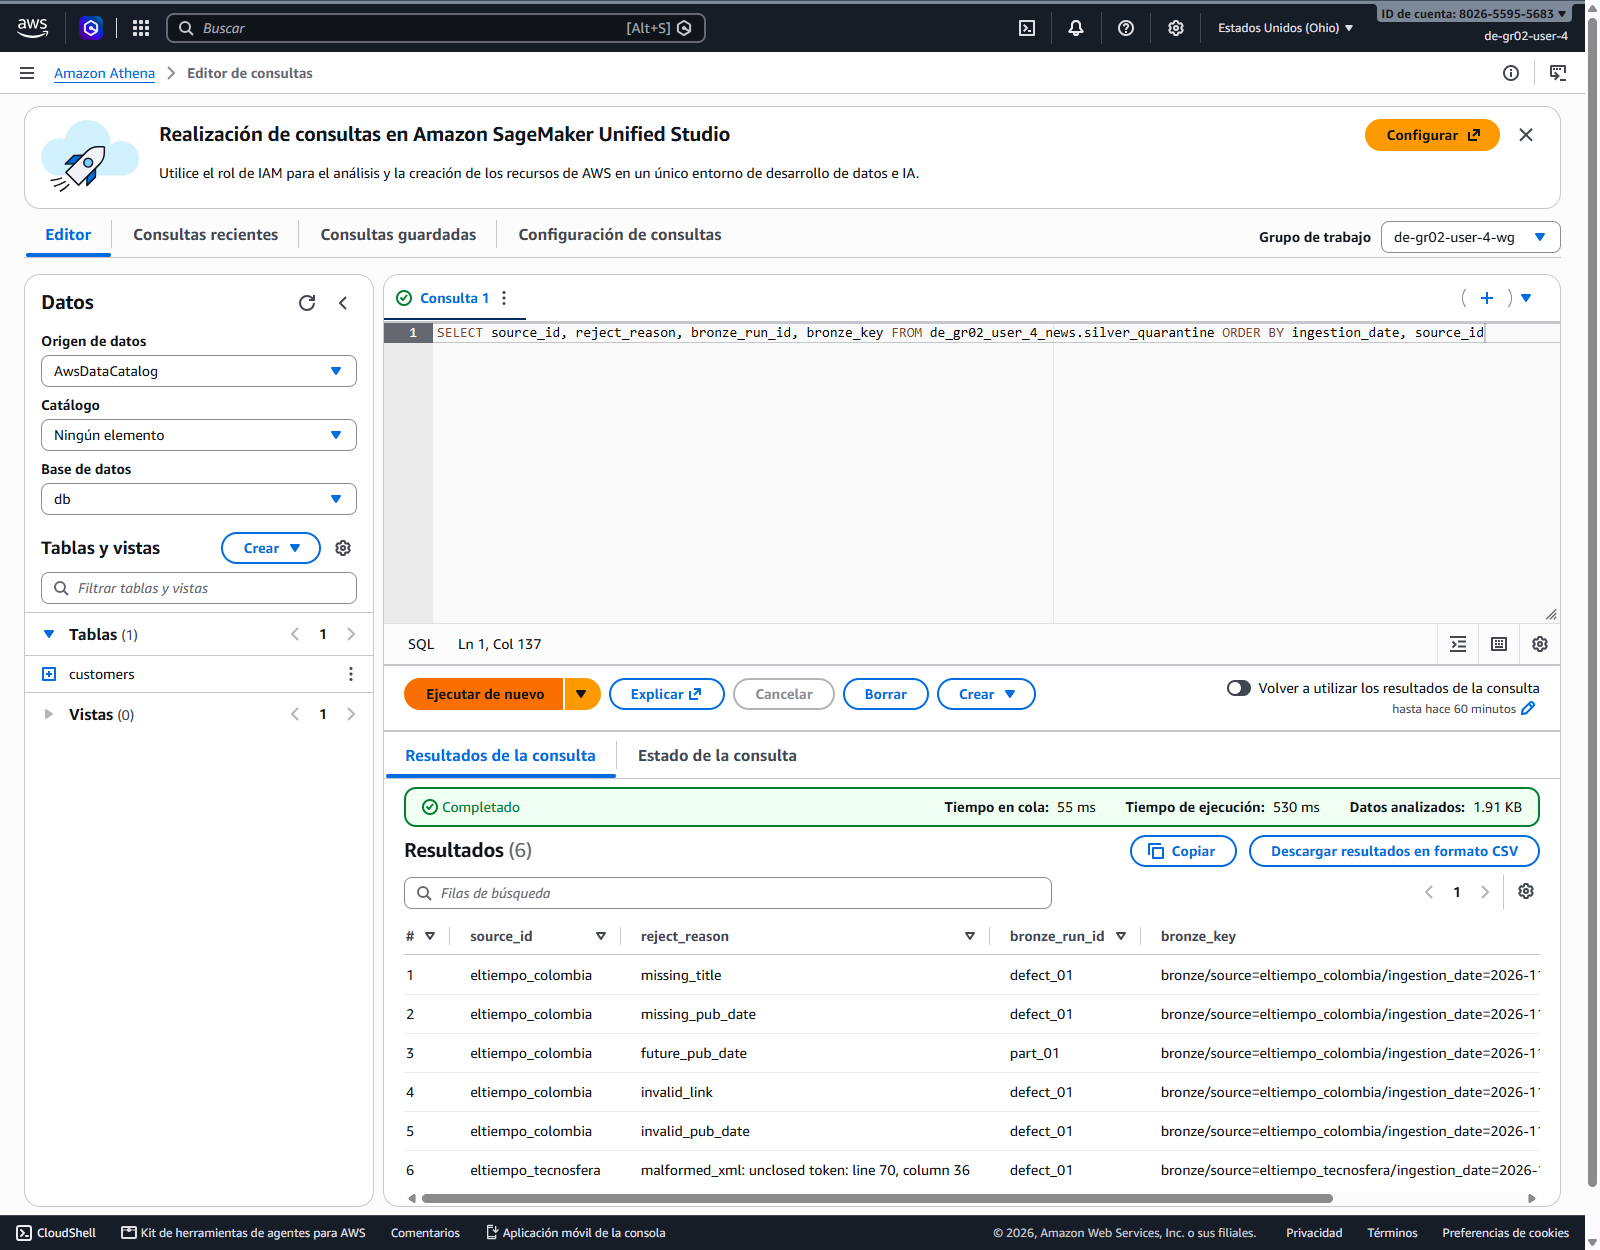 aws
Buscar
[Alt+S]
Estados Unidos (Ohio)
ID de cuenta: 8026-5595-5683
de-gr02-user-4
Amazon Athena
Editor de consultas
Realización de consultas en Amazon SageMaker Unified Studio
Utilice el rol de IAM para el análisis y la creación de los recursos de AWS en un único entorno de desarrollo de datos e IA.
Configurar
Editor
Consultas recientes
Consultas guardadas
Configuración de consultas
Grupo de trabajo
de-gr02-user-4-wg
Datos
Origen de datos
AwsDataCatalog
Catálogo
Ningún elemento
Base de datos
db
Tablas y vistas
Crear
Filtrar tablas y vistas
Tablas (1)
1
customers
Vistas (0)
1
Consulta 1
1 SELECT source_id, reject_reason, bronze_run_id, bronze_key FROM de_gr02_user_4_news.silver_quarantine ORDER BY ingestion_date, source_id
SQL Ln 1, Col 137
Ejecutar de nuevo
Explicar
Cancelar
Borrar
Crear
Volver a utilizar los resultados de la consulta
hasta hace 60 minutos
Resultados de la consulta
Estado de la consulta
Completado
Tiempo en cola: 55 ms
Tiempo de ejecución: 530 ms
Datos analizados: 1.91 KB
Resultados (6)
Copiar
Descargar resultados en formato CSV
Filas de búsqueda
1
# source_id reject_reason bronze_run_id bronze_key
1 eltiempo_colombia missing_title defect_01 bronze/source=eltiempo_colombia/ingestion_date=2026-11
2 eltiempo_colombia missing_pub_date defect_01 bronze/source=eltiempo_colombia/ingestion_date=2026-11
3 eltiempo_colombia future_pub_date part_01 bronze/source=eltiempo_colombia/ingestion_date=2026-11
4 eltiempo_colombia invalid_link defect_01 bronze/source=eltiempo_colombia/ingestion_date=2026-11
5 eltiempo_colombia invalid_pub_date defect_01 bronze/source=eltiempo_colombia/ingestion_date=2026-11
6 eltiempo_tecnosfera malformed_xml: unclosed token: line 70, column 36 defect_01 bronze/source=eltiempo_tecnosfera/ingestion_date=2026-
CloudShell
Kit de herramientas de agentes para AWS
Comentarios
Aplicación móvil de la consola
© 2026, Amazon Web Services, Inc. o sus filiales.
Privacidad
Términos
Preferencias de cookies